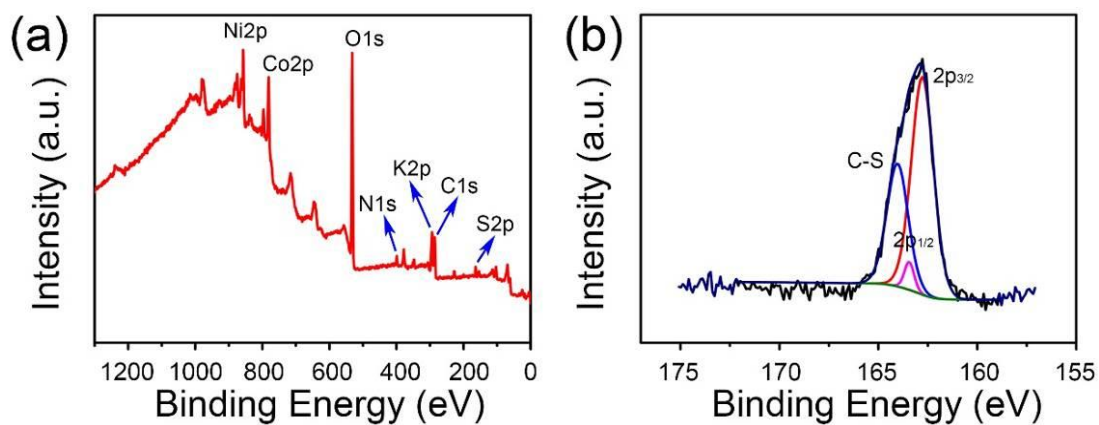 (a)
Intensity (a.u.)
Ni2p
Co2p
O1s
N1s
K2p
C1s
S2p
1200 1000 800 600 400 200 0
Binding Energy (eV)
(b)
Intensity (a.u.)
2p3/2
C-S
2p1/2
175 170 165 160 155
Binding Energy (eV)